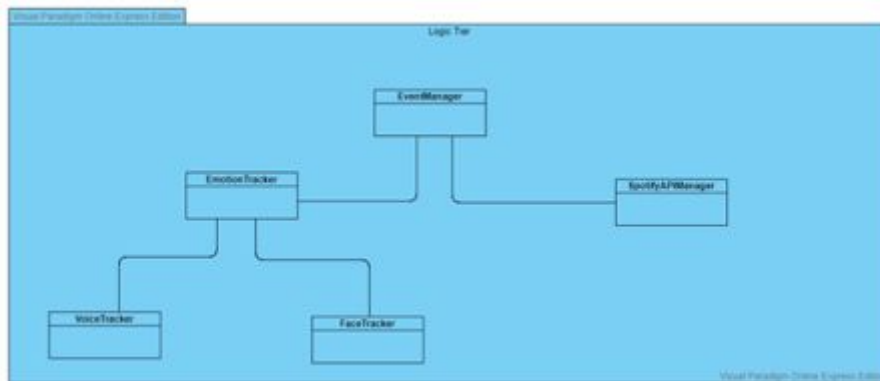 Visual Paradigm Online Express Edition
Logic Tier
EventManager
EmotionTracker
SpotifyAPIManager
VoiceTracker
FaceTracker
Visual Paradigm Online Express Edition